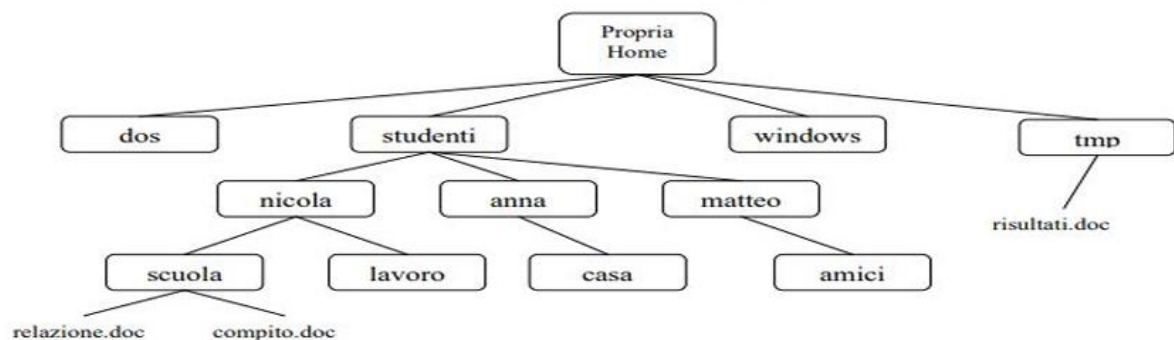 Propria
Home
dos
studenti
windows
tmp
nicola
anna
matteo
risultati.doc
scuola
lavoro
casa
amici
relazione.doc
compito.doc